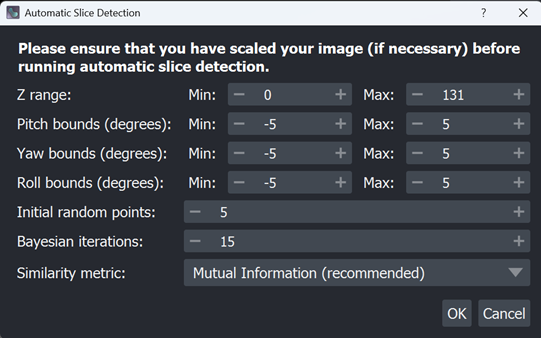 Automatic Slice Detection ?
Please ensure that you have scaled your image (if necessary) before
running automatic slice detection.
Z range: Min: − 0 + Max: − 131 +
Pitch bounds (degrees): Min: − -5 + Max: − 5 +
Yaw bounds (degrees): Min: − -5 + Max: − 5 +
Roll bounds (degrees): Min: − -5 + Max: − 5 +
Initial random points: − 5 +
Bayesian iterations: − 15 +
Similarity metric: Mutual Information (recommended)
OK Cancel